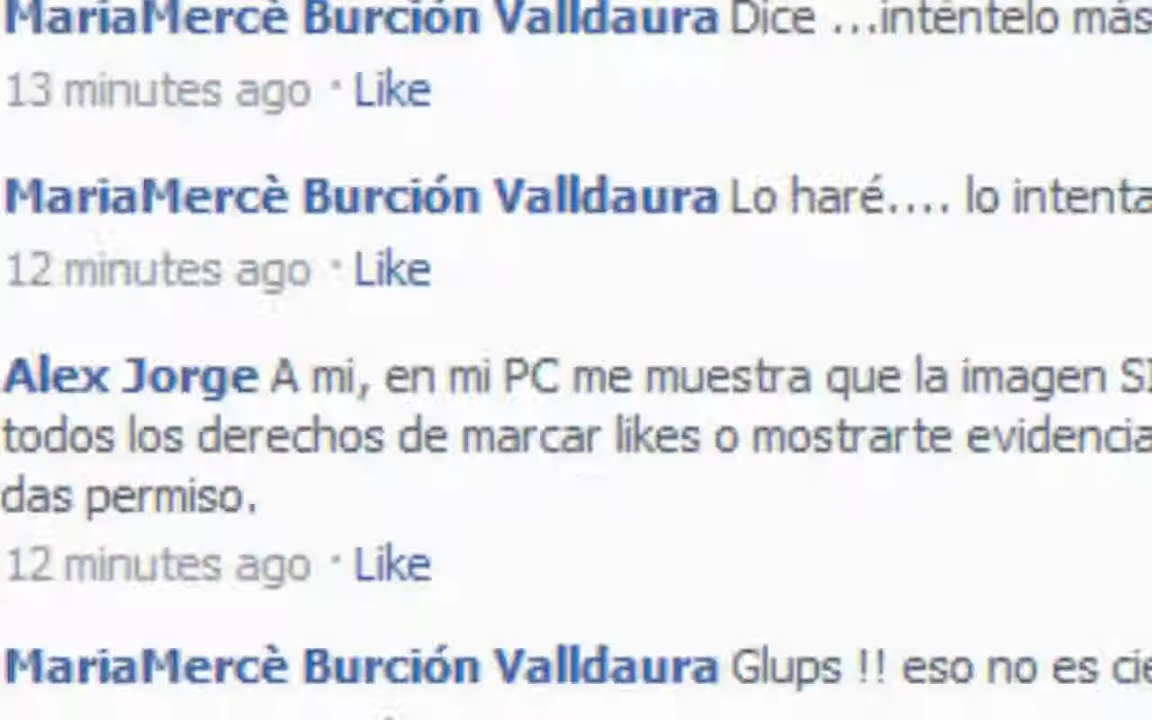 MariaMercè Burción Valldaura Dice ...inténtelo más
13 minutes ago · Like
MariaMercè Burción Valldaura Lo haré.... lo intenta
12 minutes ago · Like
Alex Jorge A mi, en mi PC me muestra que la imagen SI
todos los derechos de marcar likes o mostrarte evidencia
das permiso.
12 minutes ago · Like
MariaMercè Burción Valldaura Glups !! eso no es cie